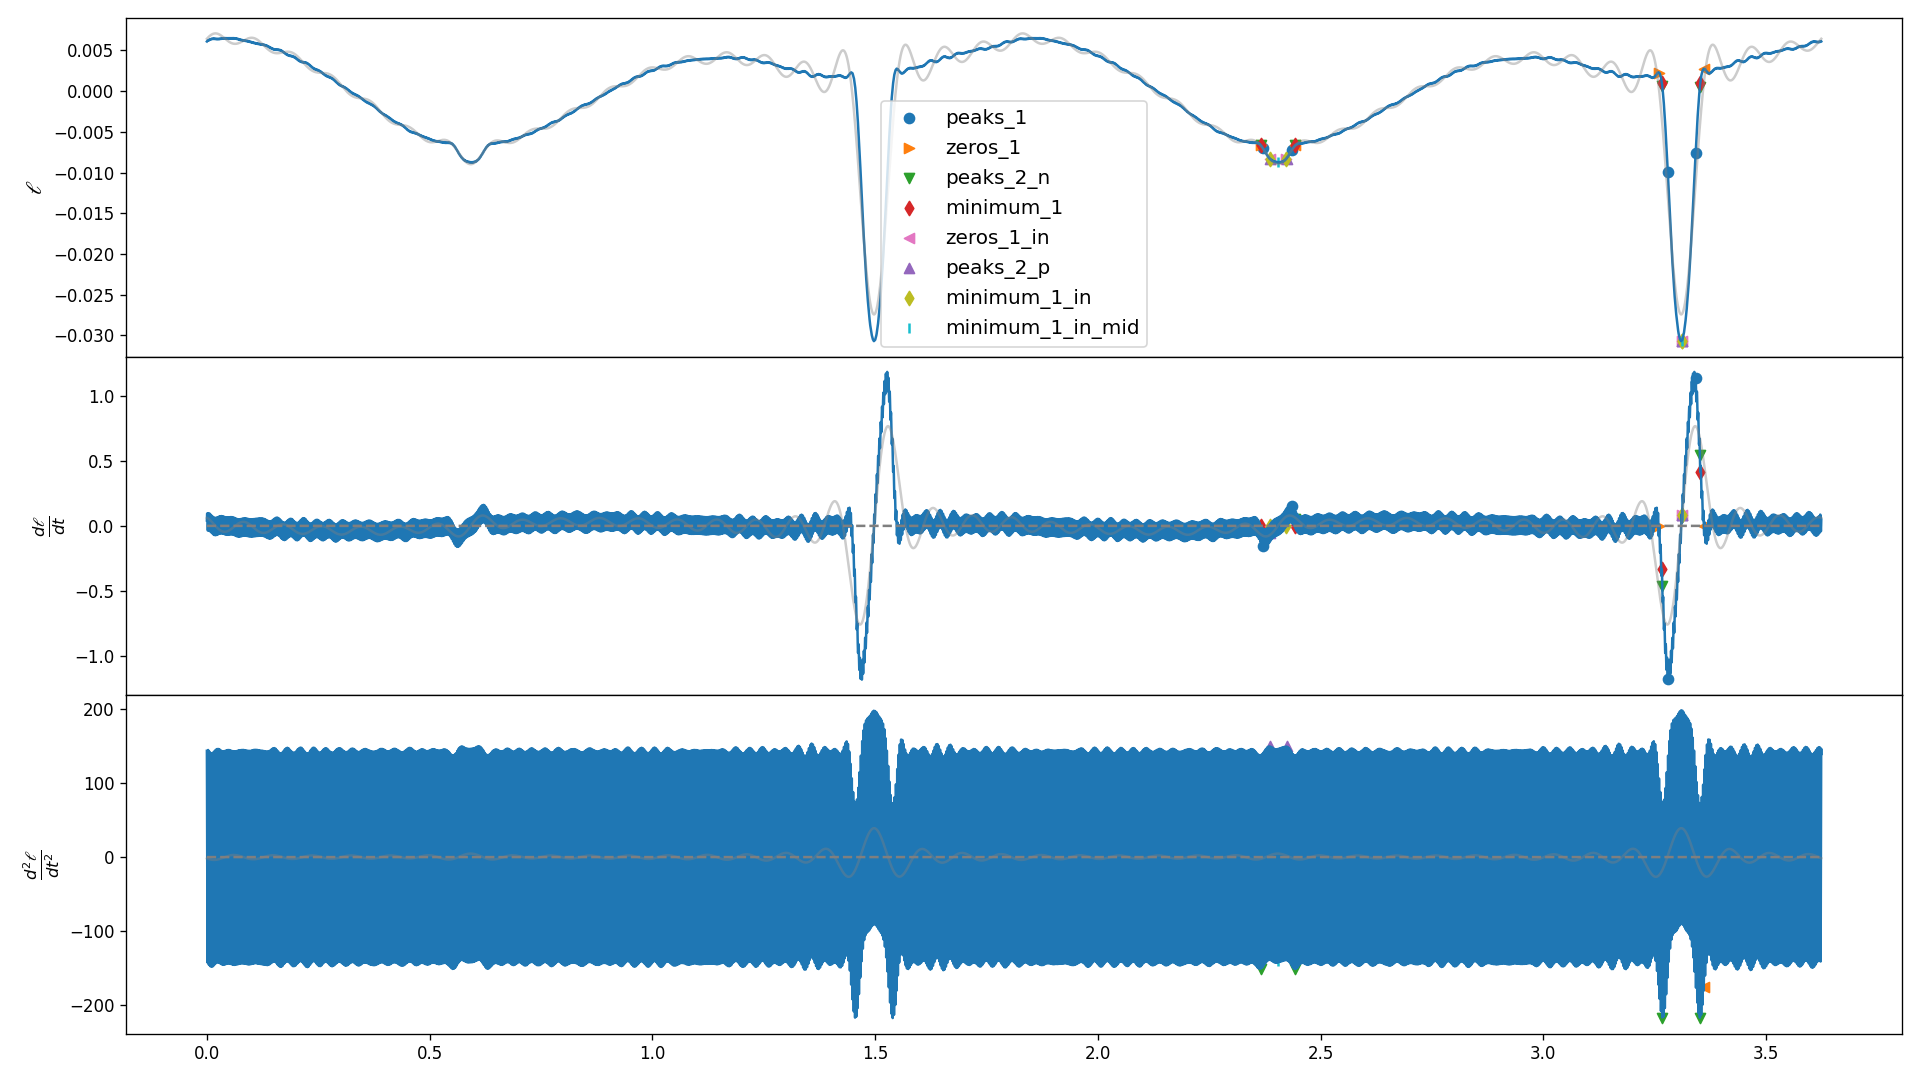 0.005
0.000
−0.005
−0.010
−0.015
−0.020
−0.025
−0.030
ℓ
peaks_1
zeros_1
peaks_2_n
minimum_1
zeros_1_in
peaks_2_p
minimum_1_in
minimum_1_in_mid
1.0
0.5
0.0
−0.5
−1.0
dℓ
dt
200
100
0
−100
−200
d²ℓ
dt²
0.0 0.5 1.0 1.5 2.0 2.5 3.0 3.5